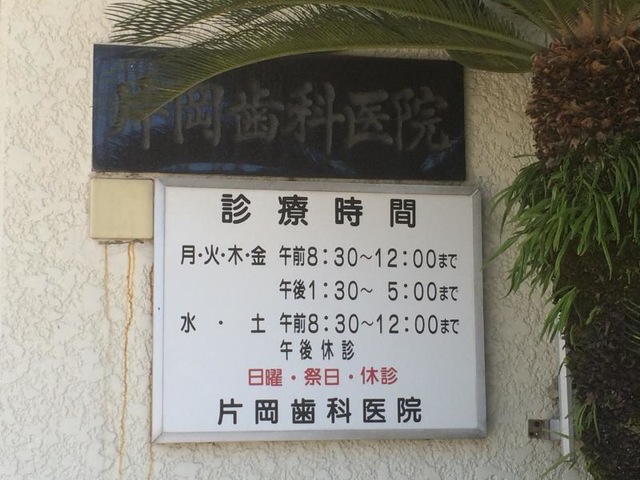 片岡歯科医院
診療時間
月・火・木・金 午前8:30～12:00まで
午後1:30～ 5:00まで
水 ・ 土 午前8:30～12:00まで
午後休診
日曜・祭日・休診
片岡歯科医院